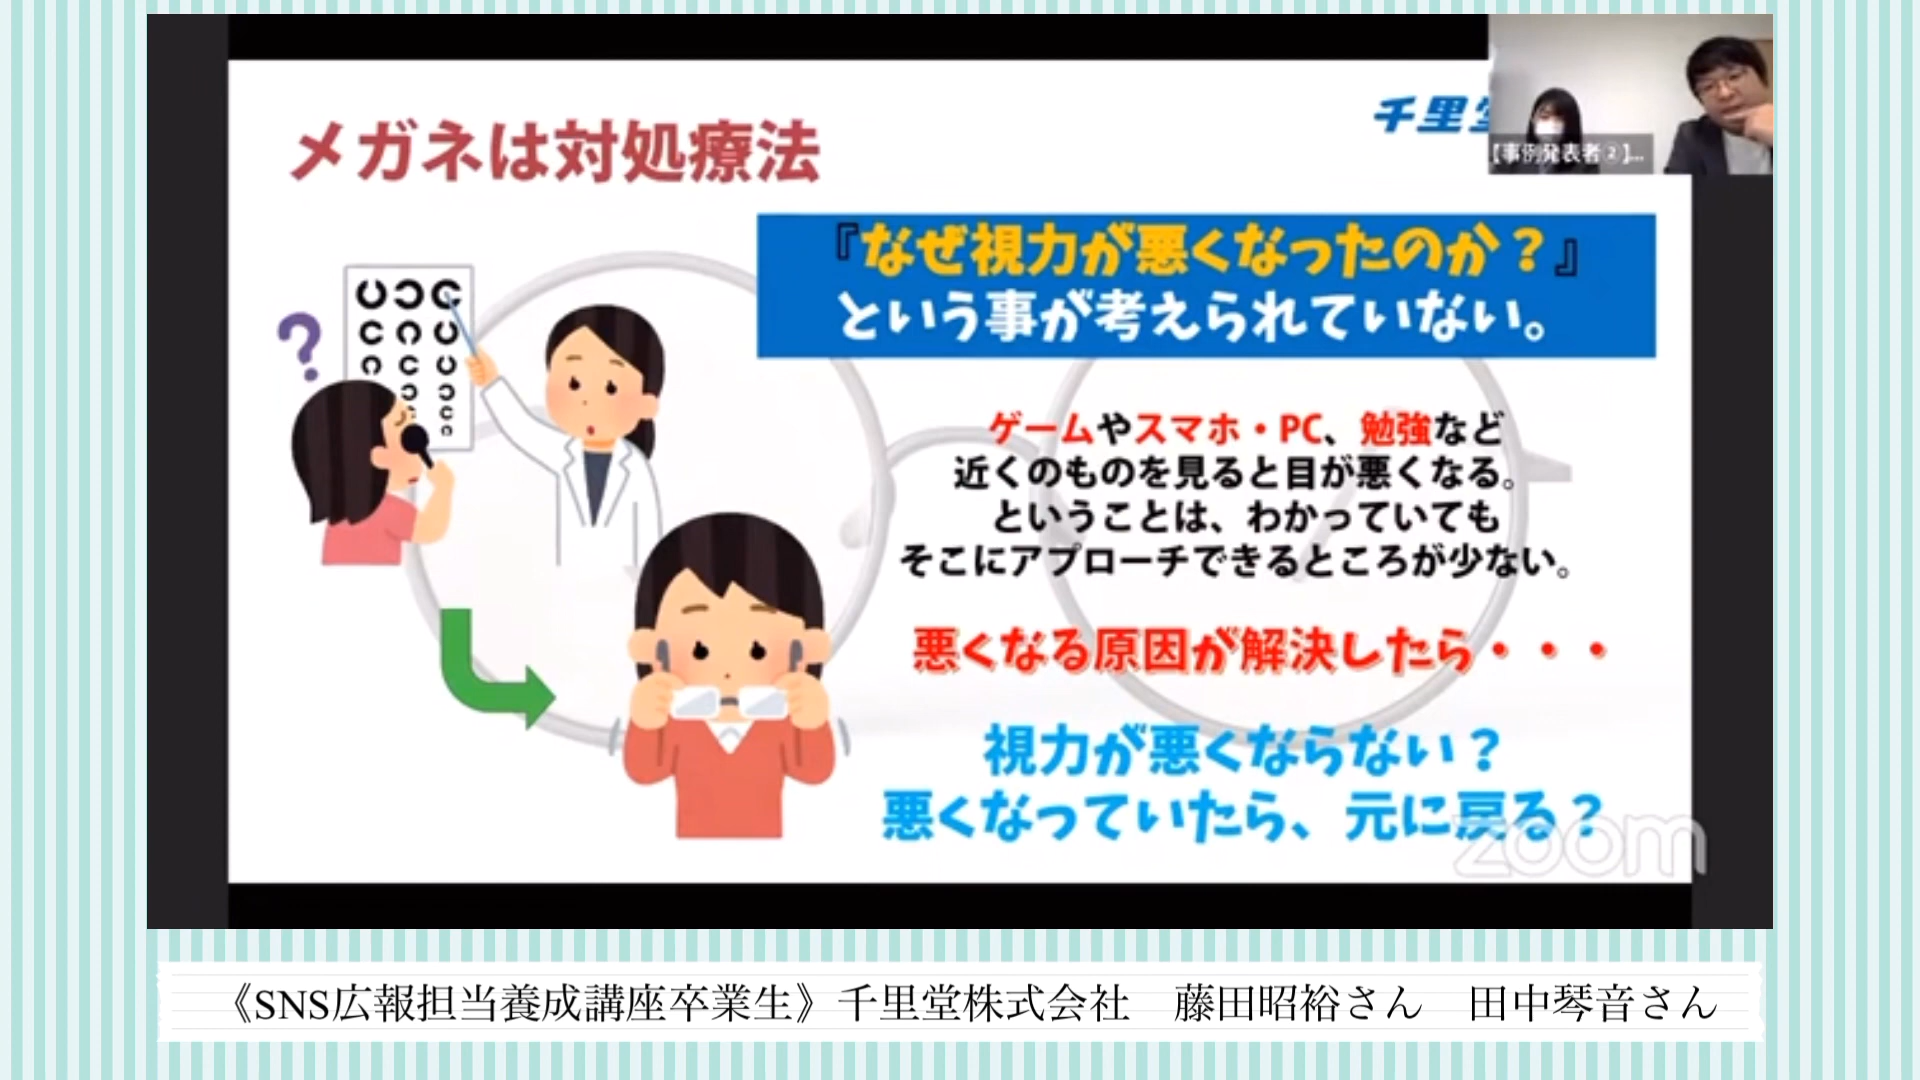 メガネは対処療法
千里堂
【事例発表者②】...
『なぜ視力が悪くなったのか？』
という事が考えられていない。
ゲームやスマホ・PC、勉強など
近くのものを見ると目が悪くなる。
ということは、わかっていても
そこにアプローチできるところが少ない。
悪くなる原因が解決したら・・・
視力が悪くならない？
悪くなっていたら、元に戻る？
zoom
《SNS広報担当養成講座卒業生》千里堂株式会社　藤田昭裕さん　田中琴音さん